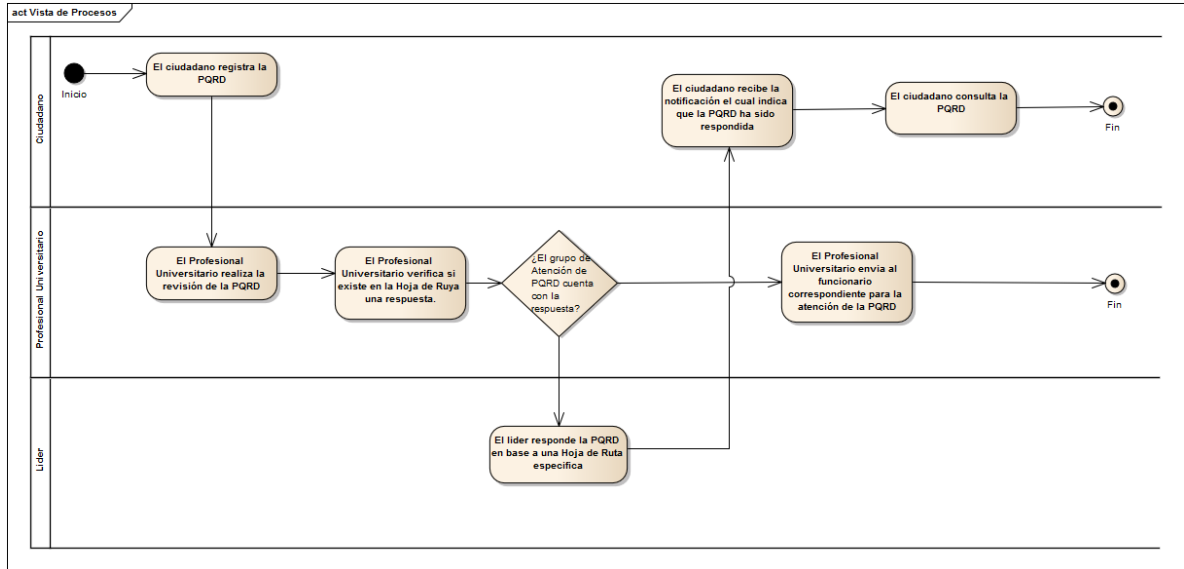 act Vista de Procesos
Ciudadano
Inicio
El ciudadano registra la
PQRD
El ciudadano recibe la
notificación el cual indica
que la PQRD ha sido
respondida
El ciudadano consulta la
PQRD
Fin
Profesional Universitario
El Profesional
Universitario realiza la
revisión de la PQRD
El Profesional
Universitario verifica si
existe en la Hoja de Ruya
una respuesta.
¿El grupo de
Atención de
PQRD cuenta
con la
respuesta?
El Profesional
Universitario envia al
funcionario
correspondiente para la
atención de la PQRD
Fin
Lider
El lider responde la PQRD
en base a una Hoja de Ruta
especifica